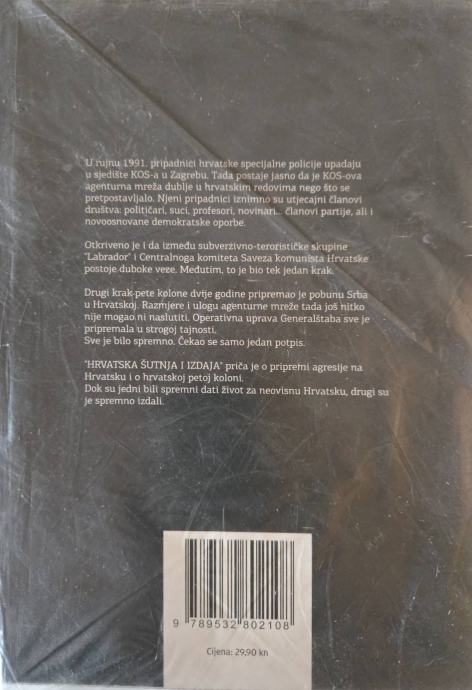 U rujnu 1991. pripadnici hrvatske specijalne policije upadaju
u sjedište KOS-a u Zagrebu. Tada postaje jasno da je KOS-ova
agenturna mreža dublje u hrvatskim redovima nego što se
pretpostavljalo. Njeni pripadnici iznimno su utjecajni članovi
društva: političari, suci, profesori, novinari... članovi partije, ali i
novoosnovane demokratske oporbe.
Otkriveno je i da između subverzivno-terorističke skupine
"Labrador" i Centralnoga komiteta Saveza komunista Hrvatske
postoje duboke veze. Međutim, to je bio tek jedan krak.
Drugi krak pete kolone dvije godine pripremao je pobunu Srba
u Hrvatskoj. Razmjere i ulogu agenturne mreže tada još nitko
nije mogao ni naslutiti. Operativna uprava Generalštaba sve je
pripremala u strogoj tajnosti.
Sve je bilo spremno. Čekao se samo jedan potpis.
"HRVATSKA ŠUTNJA I IZDAJA" priča je o pripremi agresije na
Hrvatsku i o hrvatskoj petoj koloni.
Dok su jedni bili spremni dati život za neovisnu Hrvatsku, drugi su
je spremno izdali.
9 789532 802108
Cijena: 29,90 kn